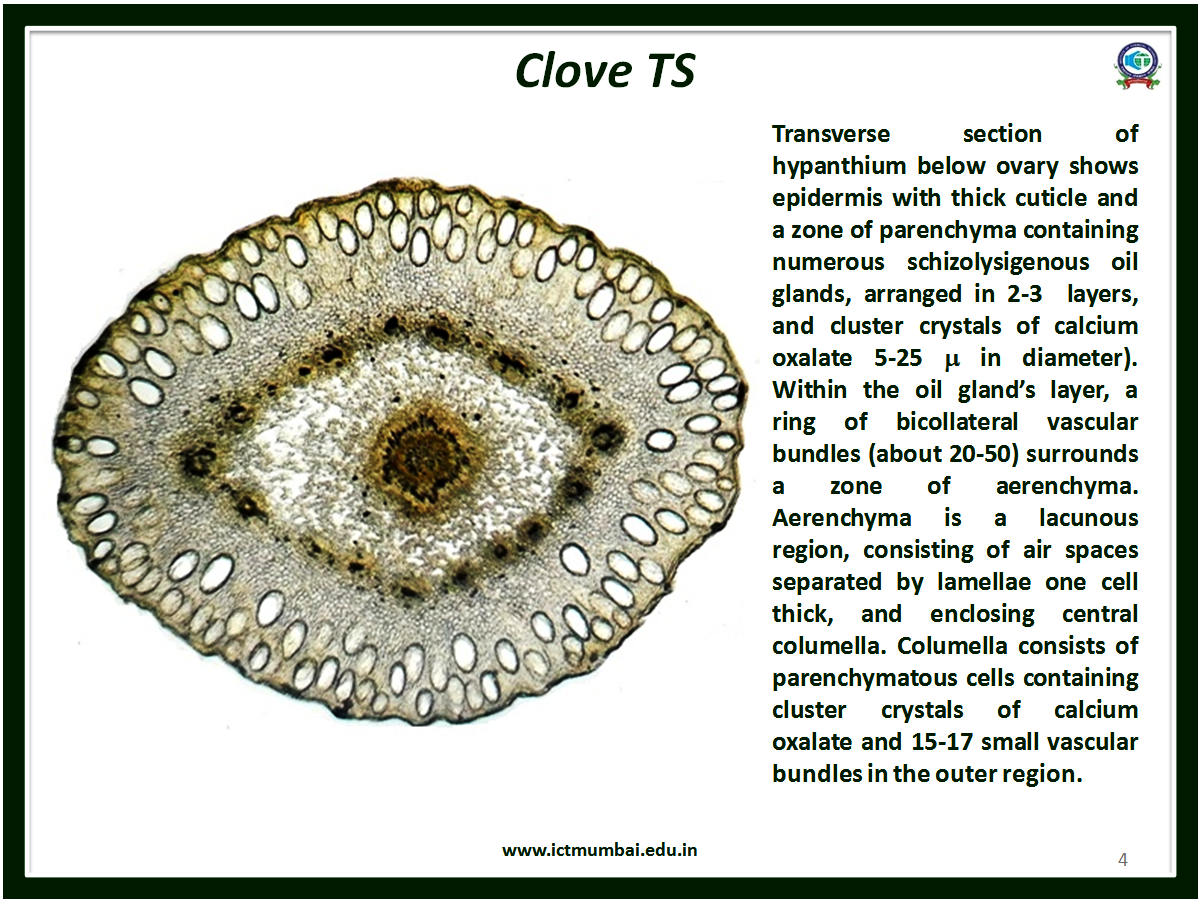 Clove TS
Transverse section of
hypanthium below ovary shows
epidermis with thick cuticle and
a zone of parenchyma containing
numerous schizolysigenous oil
glands, arranged in 2-3 layers,
and cluster crystals of calcium
oxalate 5-25 μ in diameter).
Within the oil gland's layer, a
ring of bicollateral vascular
bundles (about 20-50) surrounds
a zone of aerenchyma.
Aerenchyma is a lacunous
region, consisting of air spaces
separated by lamellae one cell
thick, and enclosing central
columella. Columella consists of
parenchymatous cells containing
cluster crystals of calcium
oxalate and 15-17 small vascular
bundles in the outer region.
www.ictmumbai.edu.in
4